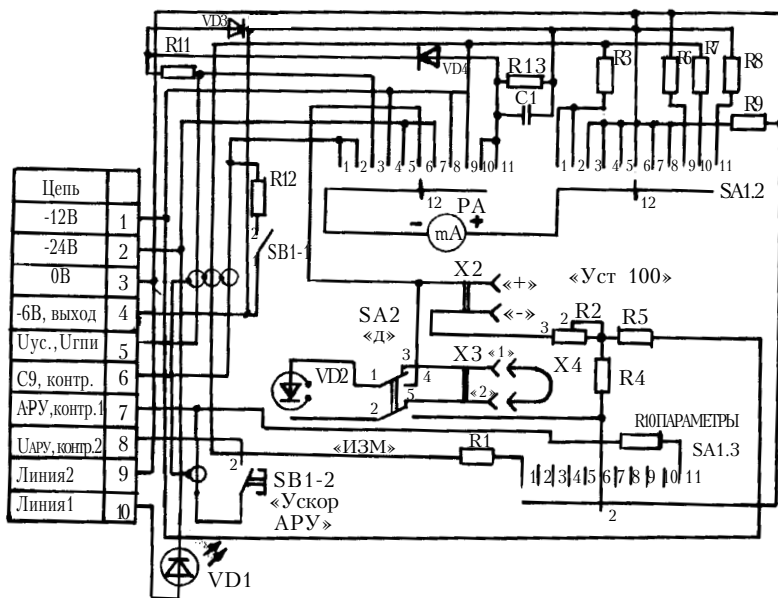 VD3
R11
VD4
R13
C1
R3
R6
R7
R8
R9
1 2 3 4 5 6 7 8 9 10 11
1 2 3 4 5 6 7 8 9 10 11
12
12
SA1.2
PA
- mA +
R12
2
1
SB1-1
Цепь
-12В 1
-24В 2
0В 3
-6В, выход 4
Uус., Uгпи 5
С9, контр. 6
АРУ, контр.1 7
UАРУ, контр.2 8
Линия2 9
Линия1 10
X2 «+»
«-»
«Уст 100»
SA2
«д»
2 R2
3
R5
X4
R4
VD2
1 3
4
2 5
X3 «1»
«2»
R10 ПАРАМЕТРЫ
SA1.3
«ИЗМ»
R1
1 2 3 4 5 6 7 8 9 10 11
2
2
SB1-2
«Ускор
АРУ»
VD1